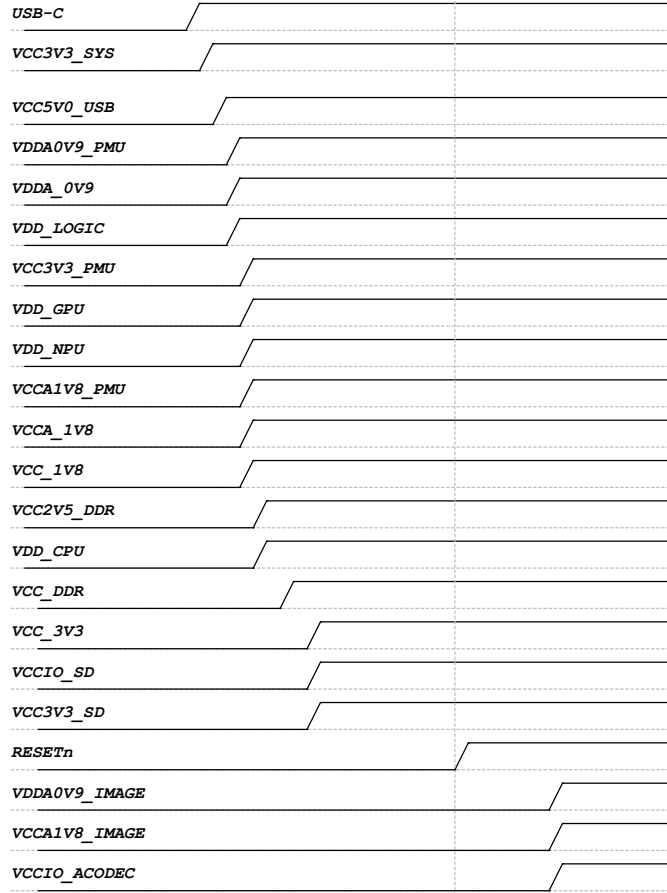 USB-C
VCC3V3_SYS
VCC5V0_USB
VDDA0V9_PMU
VDDA_0V9
VDD_LOGIC
VCC3V3_PMU
VDD_GPU
VDD_NPU
VCCA1V8_PMU
VCCA_1V8
VCC_1V8
VCC2V5_DDR
VDD_CPU
VCC_DDR
VCC_3V3
VCCIO_SD
VCC3V3_SD
RESETn
VDDA0V9_IMAGE
VCCA1V8_IMAGE
VCCIO_ACODEC